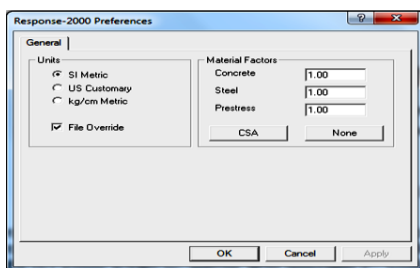 Response-2000 Preferences
General
Units
SI Metric
US Customary
kg/cm Metric
File Override
Material Factors
Concrete 1.00
Steel 1.00
Prestress 1.00
CSA None
OK Cancel Apply